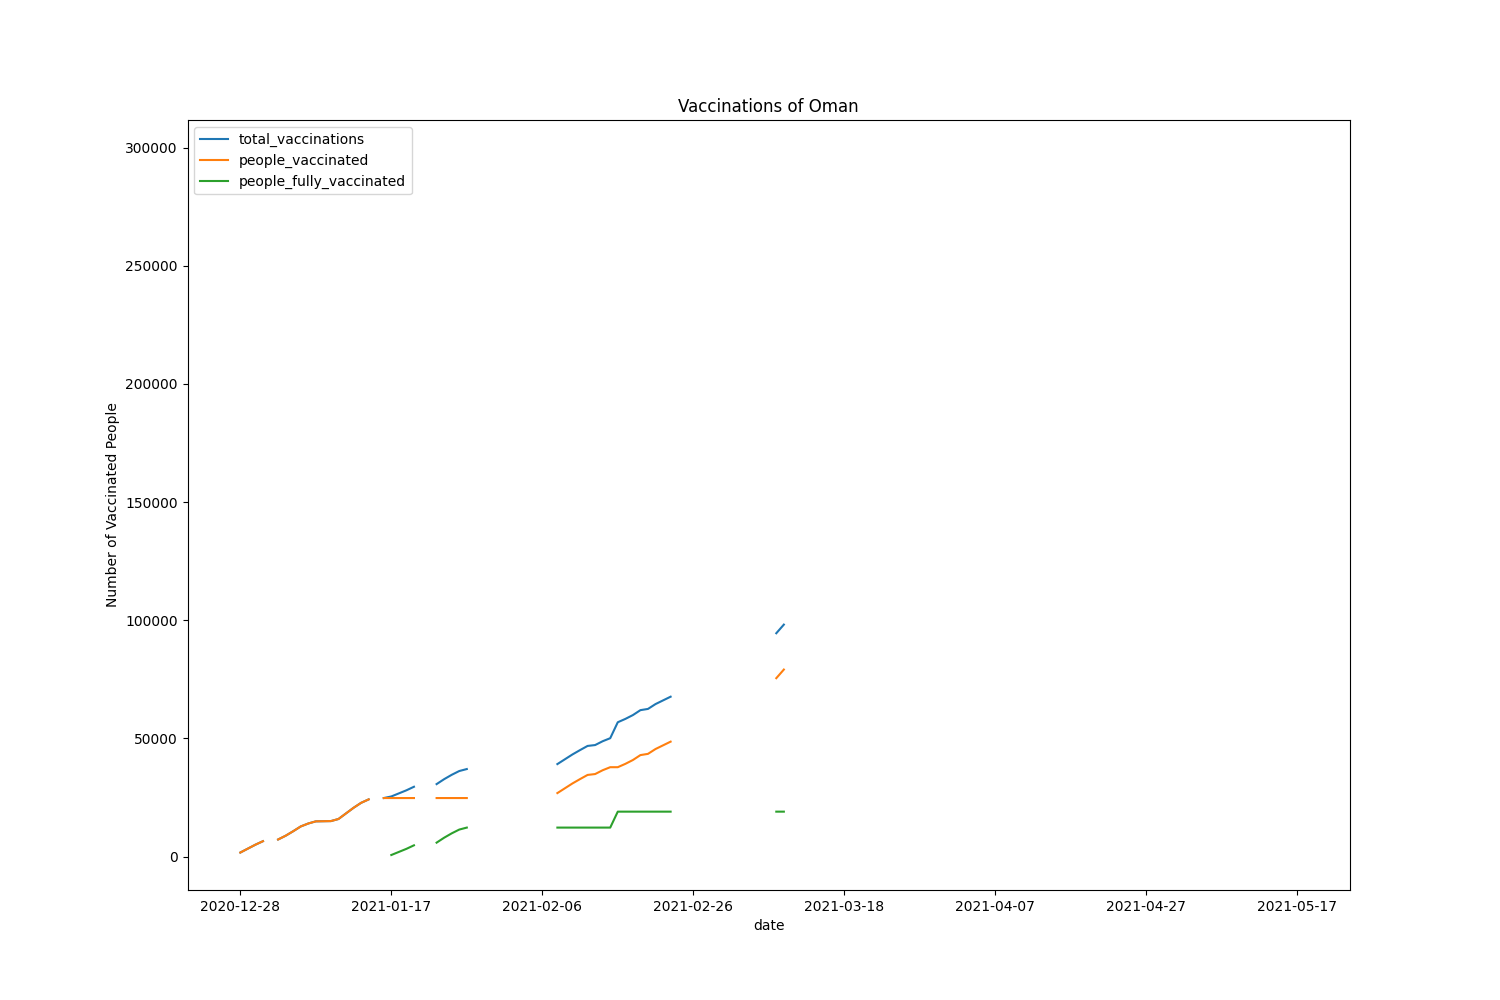 Vaccinations of Oman
total_vaccinations
people_vaccinated
people_fully_vaccinated
300000
250000
200000
150000
100000
50000
0
Number of Vaccinated People
2020-12-28 2021-01-17 2021-02-06 2021-02-26 2021-03-18 2021-04-07 2021-04-27 2021-05-17
date